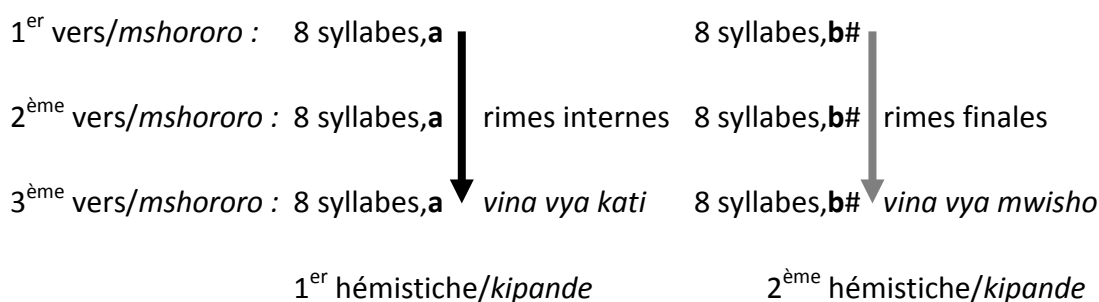 1er vers/mshororo : 8 syllabes,a 8 syllabes,b#
2ème vers/mshororo : 8 syllabes,a rimes internes 8 syllabes,b# rimes finales
3ème vers/mshororo : 8 syllabes,a vina vya kati 8 syllabes,b# vina vya mwisho
1er hémistiche/kipande 2ème hémistiche/kipande